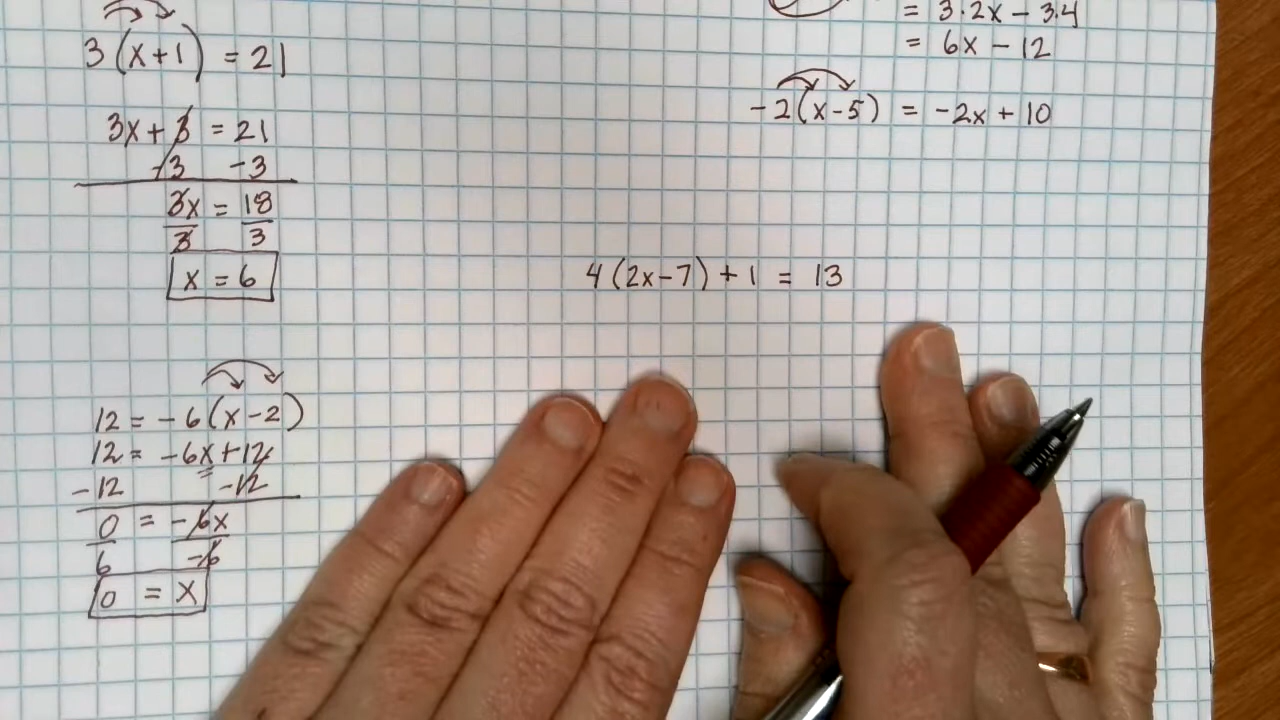 3(x+1) = 21
3x+3 = 21
-3 -3
3x = 18
3 3
x = 6
12 = -6(x-2)
12 = -6x+12
-12 -12
0 = -6x
6 -6
0 = x
= 3·2x - 3·4
= 6x - 12
-2(x-5) = -2x + 10
4(2x-7) + 1 = 13